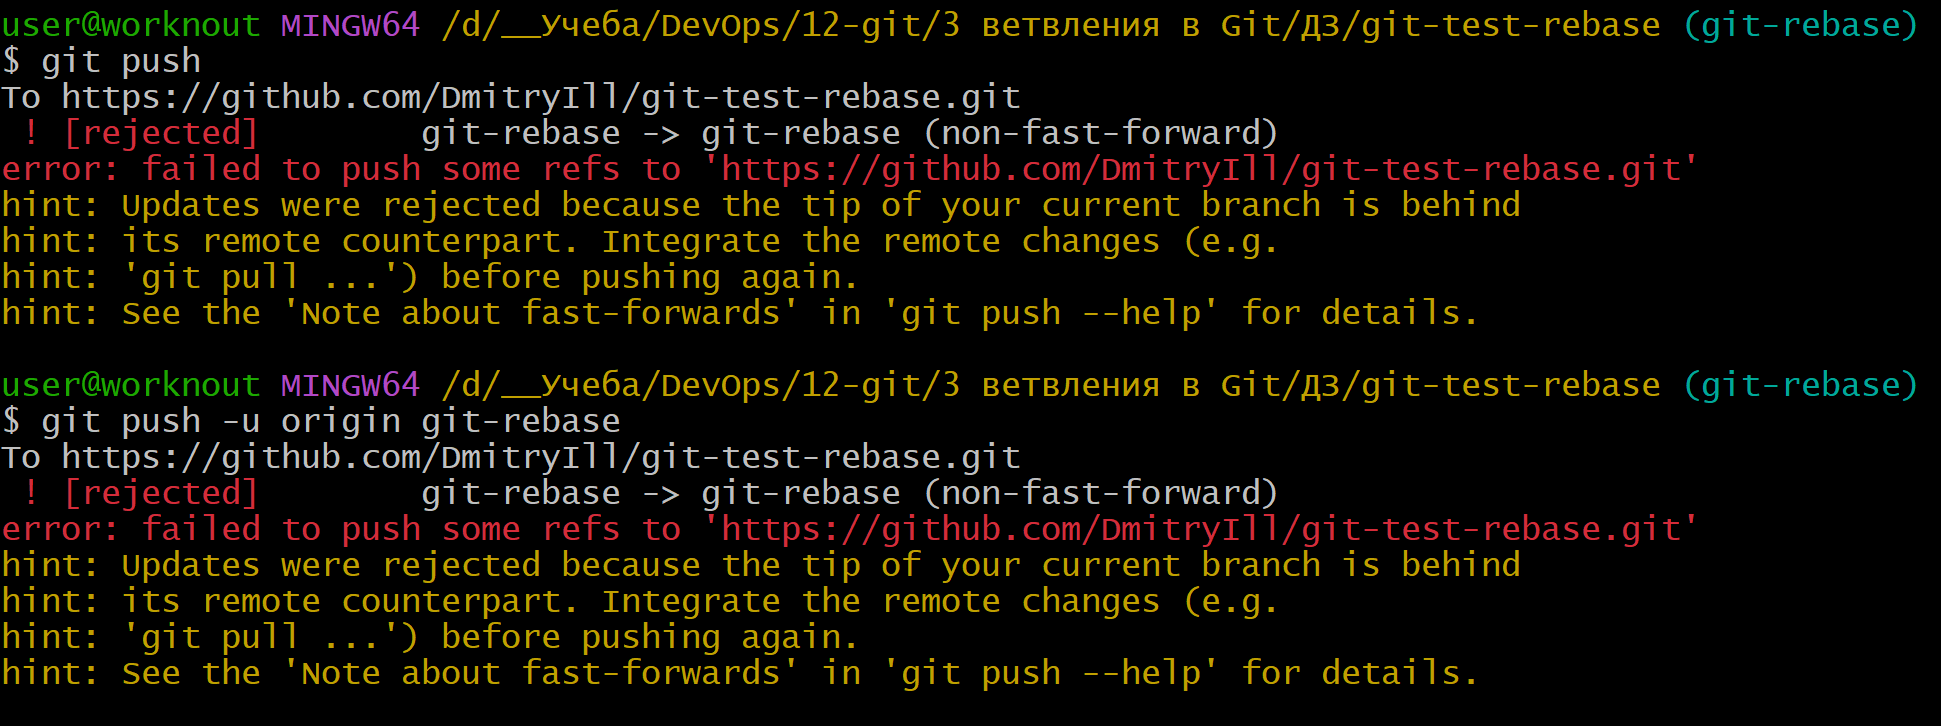 user@worknout MINGW64 /d/__Учеба/DevOps/12-git/3 ветвления в Git/ДЗ/git-test-rebase (git-rebase)
$ git push
To https://github.com/DmitryIll/git-test-rebase.git
 ! [rejected]        git-rebase -> git-rebase (non-fast-forward)
error: failed to push some refs to 'https://github.com/DmitryIll/git-test-rebase.git'
hint: Updates were rejected because the tip of your current branch is behind
hint: its remote counterpart. Integrate the remote changes (e.g.
hint: 'git pull ...') before pushing again.
hint: See the 'Note about fast-forwards' in 'git push --help' for details.

user@worknout MINGW64 /d/__Учеба/DevOps/12-git/3 ветвления в Git/ДЗ/git-test-rebase (git-rebase)
$ git push -u origin git-rebase
To https://github.com/DmitryIll/git-test-rebase.git
 ! [rejected]        git-rebase -> git-rebase (non-fast-forward)
error: failed to push some refs to 'https://github.com/DmitryIll/git-test-rebase.git'
hint: Updates were rejected because the tip of your current branch is behind
hint: its remote counterpart. Integrate the remote changes (e.g.
hint: 'git pull ...') before pushing again.
hint: See the 'Note about fast-forwards' in 'git push --help' for details.